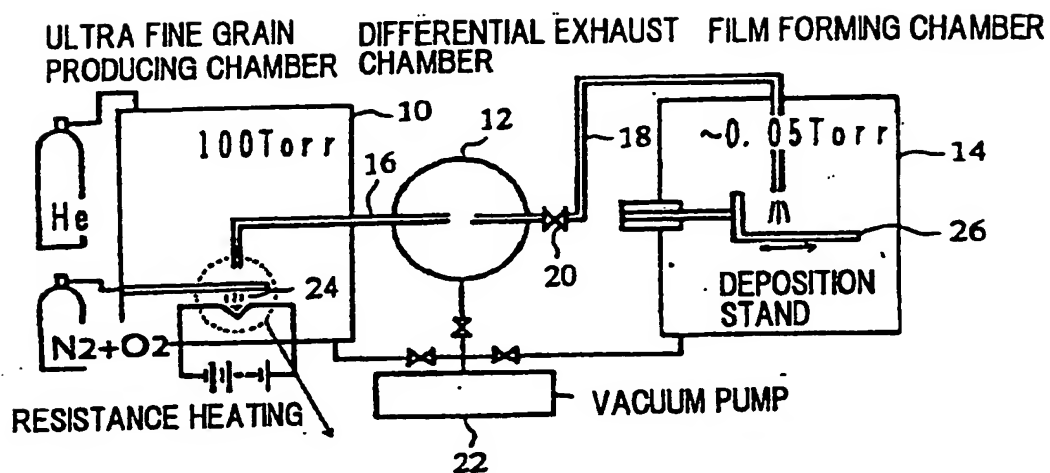 ULTRA FINE GRAIN
PRODUCING CHAMBER
DIFFERENTIAL EXHAUST
CHAMBER
FILM FORMING CHAMBER
10
12
18
14
100Torr
~0.05Torr
16
He
20
26
24
DEPOSITION
STAND
N2+O2
RESISTANCE HEATING
VACUUM PUMP
22